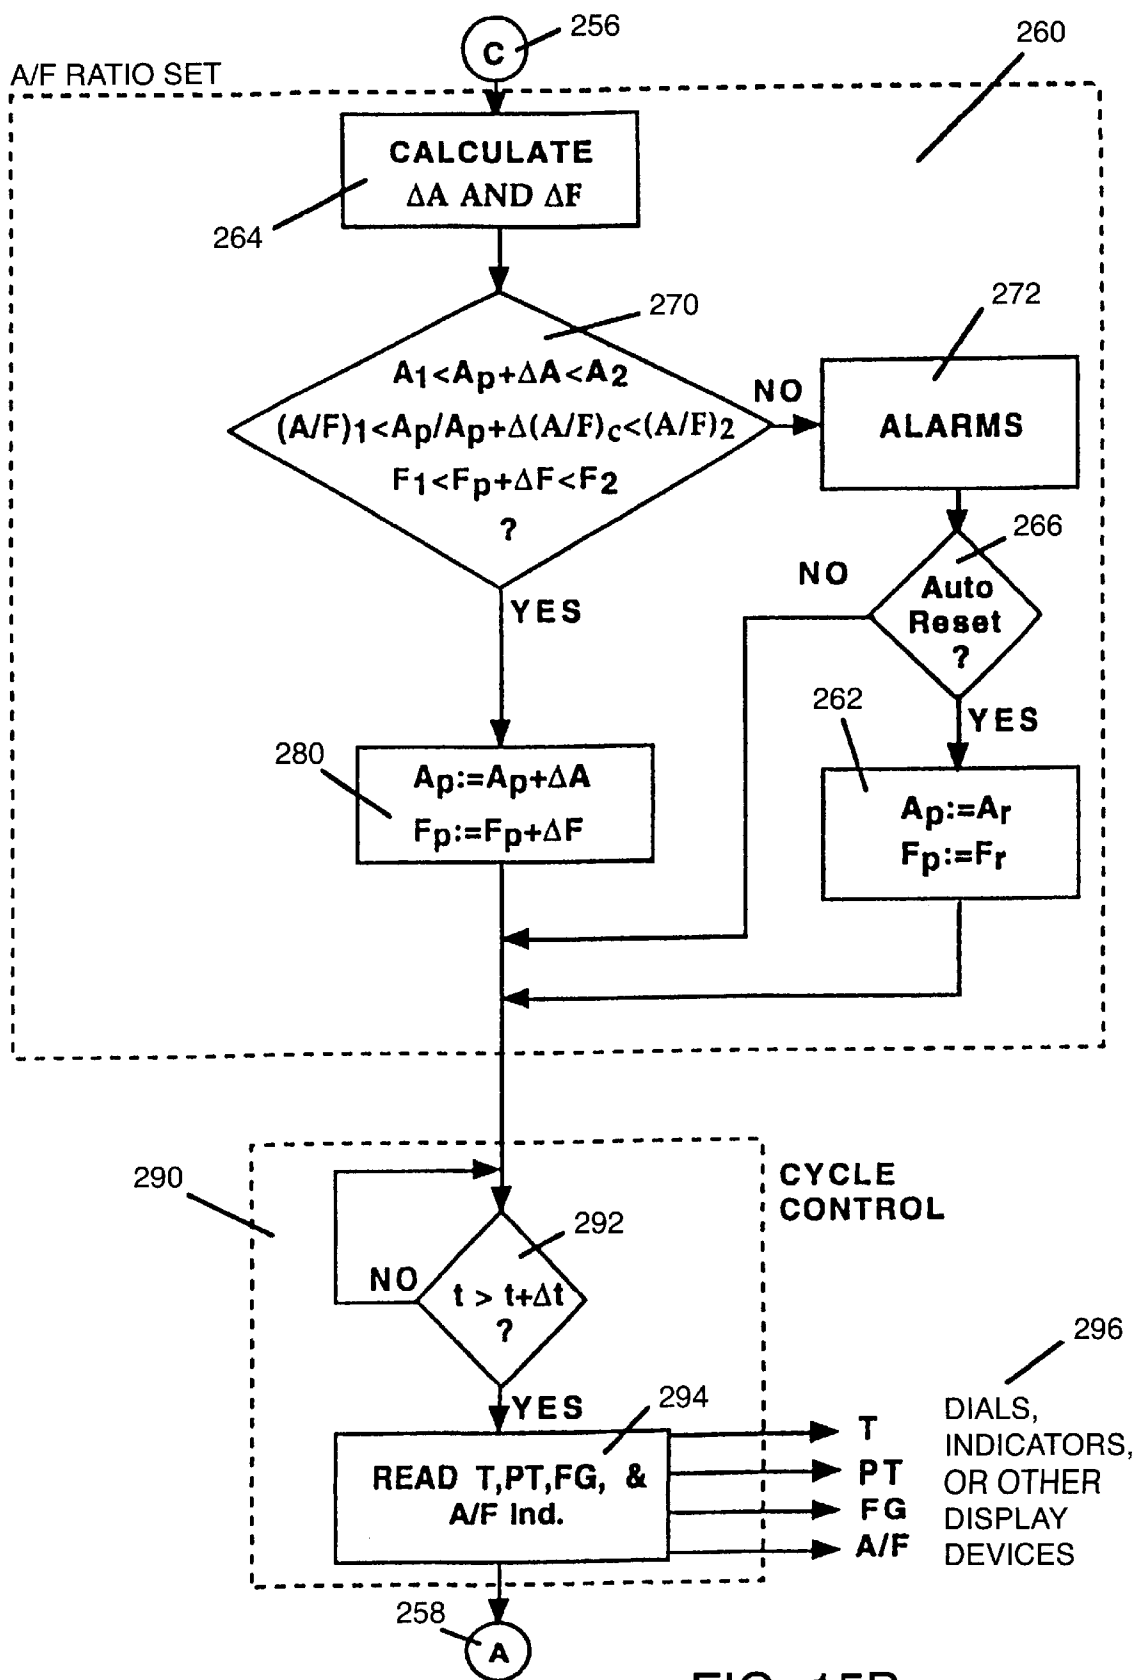 256
C
260
A/F RATIO SET
CALCULATE
ΔA AND ΔF
264
270
272
A1<Ap+ΔA<A2
(A/F)1<Ap/Ap+Δ(A/F)c<(A/F)2
F1<Fp+ΔF<F2
?
NO
ALARMS
266
NO
Auto
Reset
?
YES
262
YES
280
Ap:=Ap+ΔA
Fp:=Fp+ΔF
Ap:=Ar
Fp:=Fr
290
CYCLE
CONTROL
292
NO
t > t+Δt
?
296
YES
294
READ T,PT,FG, &
A/F Ind.
T
PT
FG
A/F
DIALS,
INDICATORS,
OR OTHER
DISPLAY
DEVICES
258
A
FIG. 15B